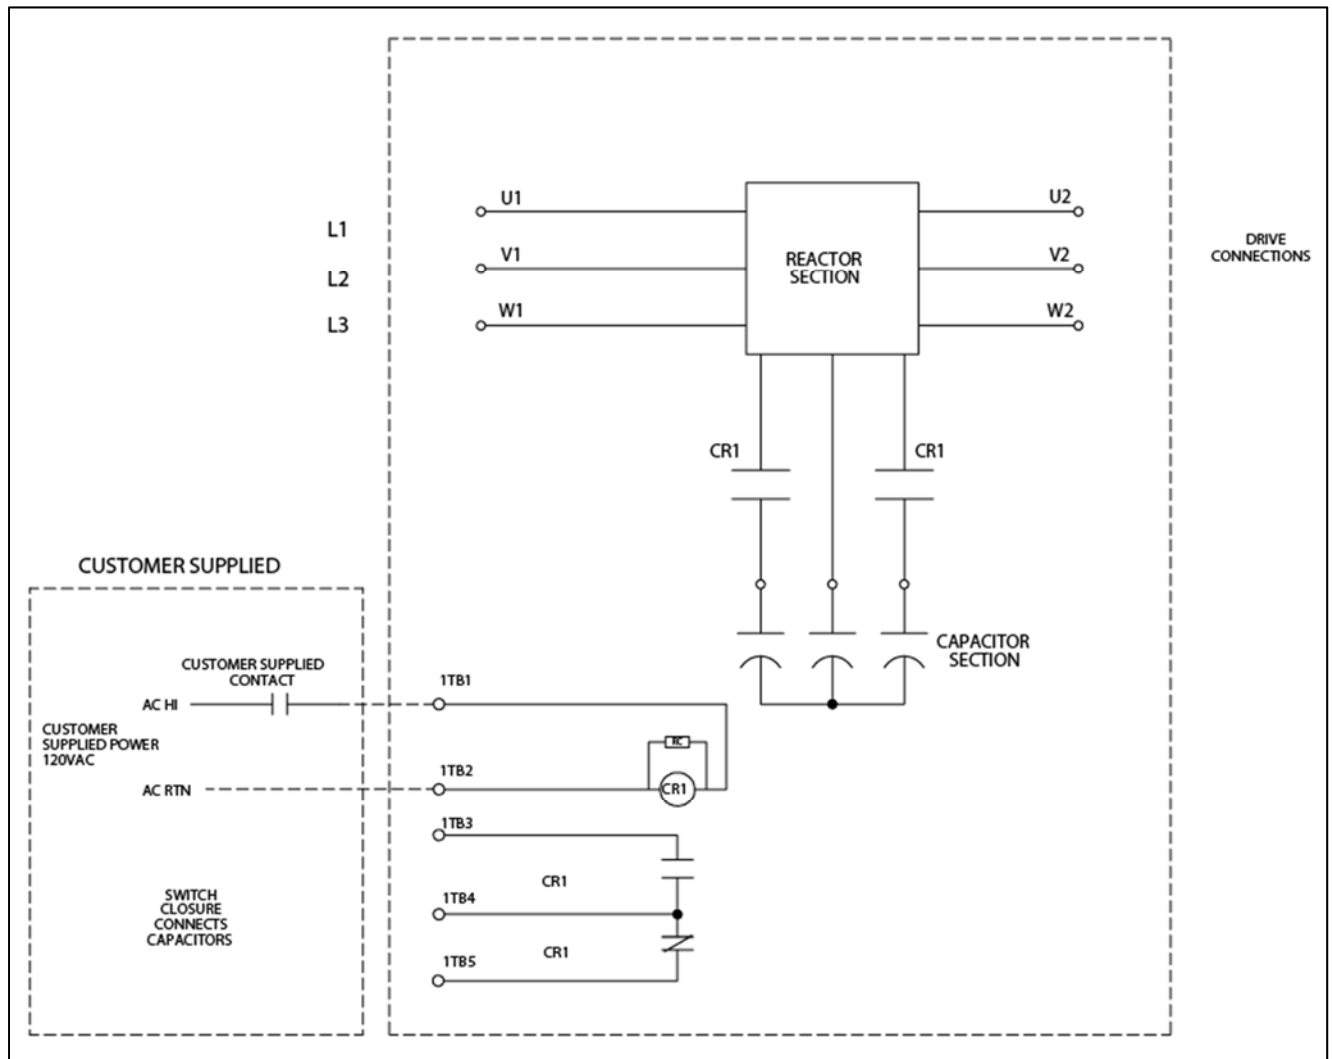 U1
U2
L1
DRIVE
CONNECTIONS
V1
V2
REACTOR
SECTION
L2
W1
W2
L3
CR1
CR1
CUSTOMER SUPPLIED
CAPACITOR
SECTION
CUSTOMER SUPPLIED
CONTACT
1TB1
AC HI
CUSTOMER
SUPPLIED POWER
120VAC
RC
1TB2
AC RTN
CR1
1TB3
CR1
SWITCH
CLOSURE
CONNECTS
CAPACITORS
1TB4
CR1
1TB5